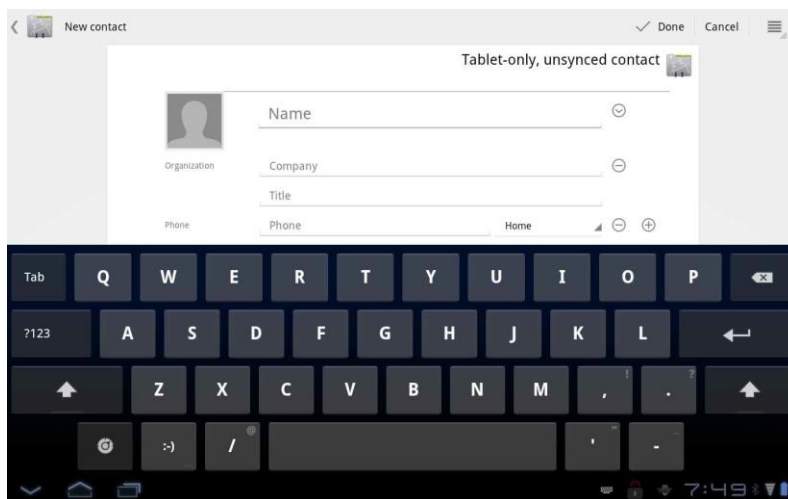 New contact Done Cancel
Tablet-only, unsynced contact
Name
Organization Company
Title
Phone Phone Home
Tab Q W E R T Y U I O P
?123 A S D F G H J K L
Z X C V B N M , ! . ?
:-) / @ ' " - _
7:49